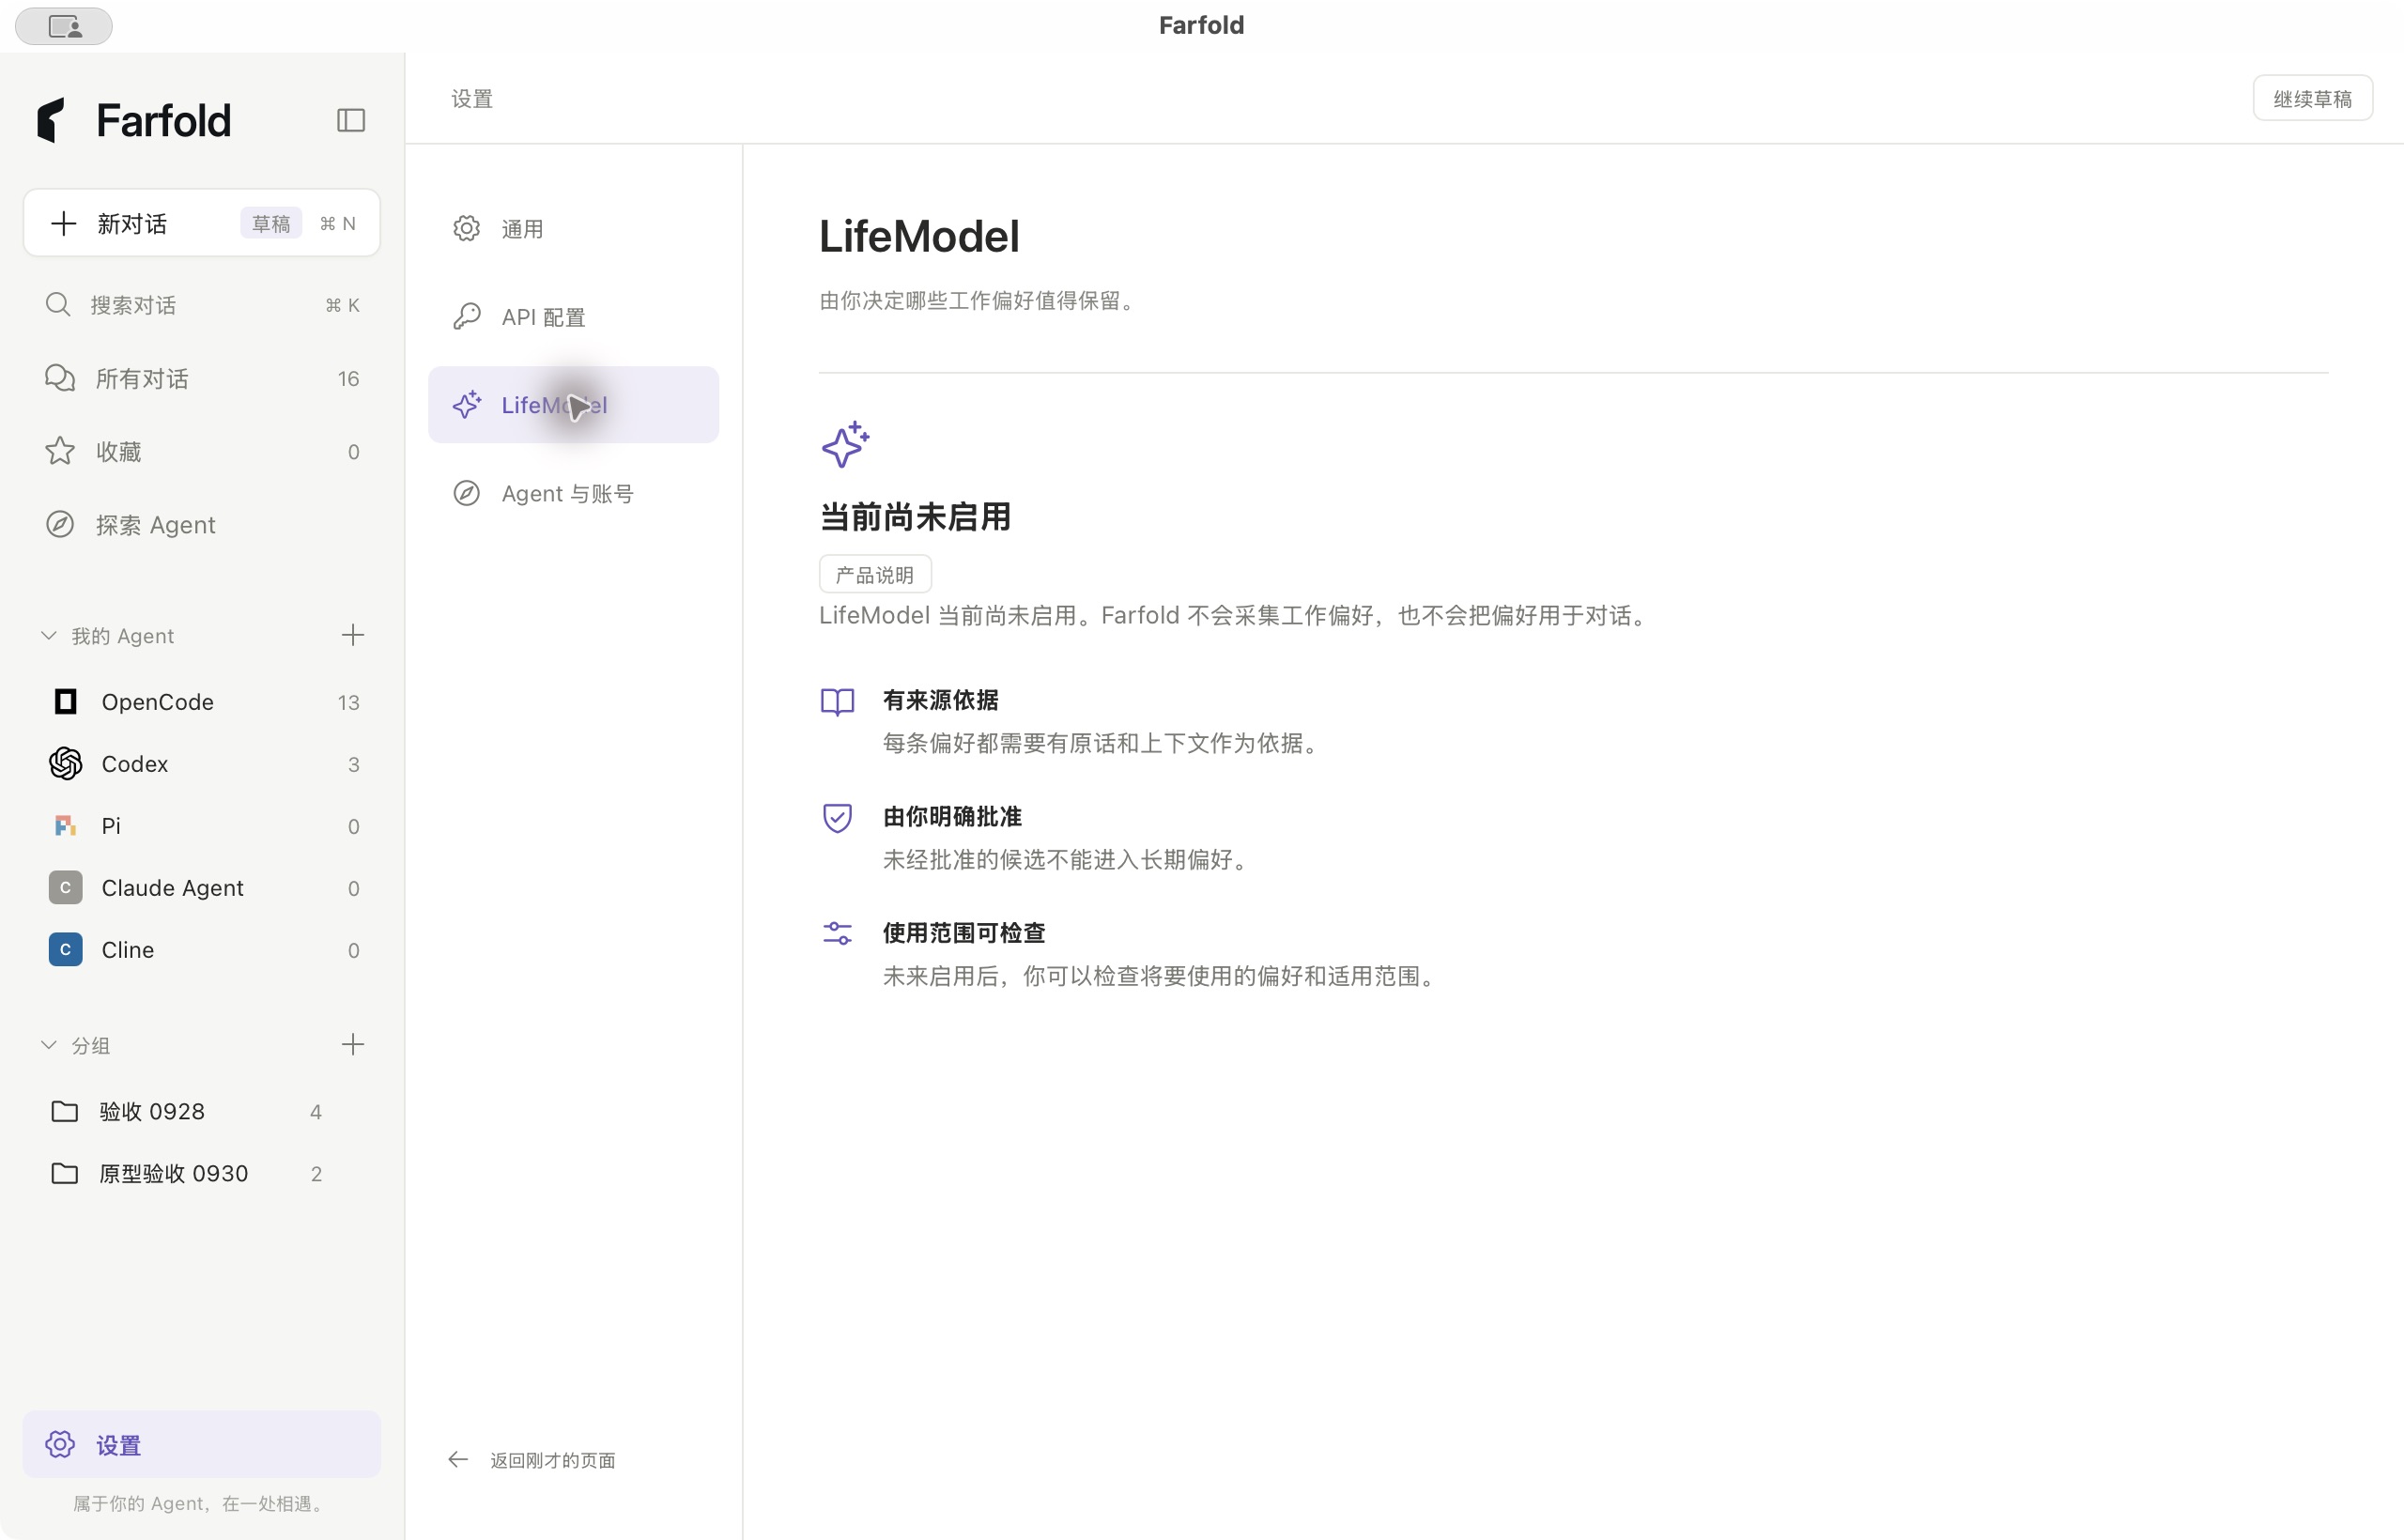 Farfold
Farfold
新对话 草稿 ⌘ N
搜索对话 ⌘ K
所有对话 16
收藏 0
探索 Agent
我的 Agent
OpenCode 13
Codex 3
Pi 0
C Claude Agent 0
C Cline 0
分组
验收 0928 4
原型验收 0930 2
设置
属于你的 Agent，在一处相遇。
设置
继续草稿
通用
API 配置
LifeModel
Agent 与账号
返回刚才的页面
LifeModel
由你决定哪些工作偏好值得保留。
当前尚未启用
产品说明
LifeModel 当前尚未启用。Farfold 不会采集工作偏好，也不会把偏好用于对话。
有来源依据
每条偏好都需要有原话和上下文作为依据。
由你明确批准
未经批准的候选不能进入长期偏好。
使用范围可检查
未来启用后，你可以检查将要使用的偏好和适用范围。